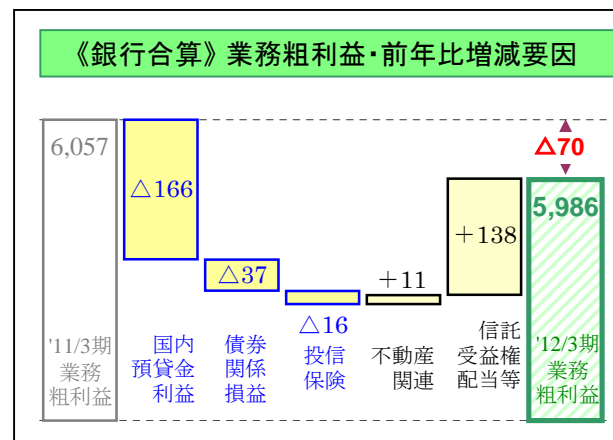 《銀行合算》業務粗利益・前年比増減要因
6,057
△166
△37
△16
+11
+138
△70
5,986
'11/3期
業務
粗利益
国内
預貸金
利益
債券
関係
損益
投信
保険
不動産
関連
信託
受益権
配当等
'12/3期
業務
粗利益